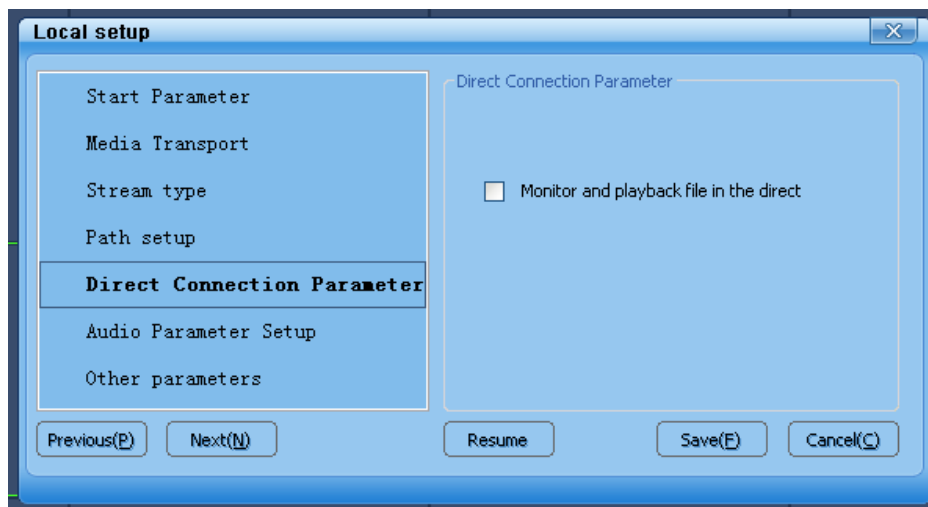 Local setup
Start Parameter
Media Transport
Stream type
Path setup
Direct Connection Parameter
Audio Parameter Setup
Other parameters
Direct Connection Parameter
Monitor and playback file in the direct
Previous(P)
Next(N)
Resume
Save(F)
Cancel(C)